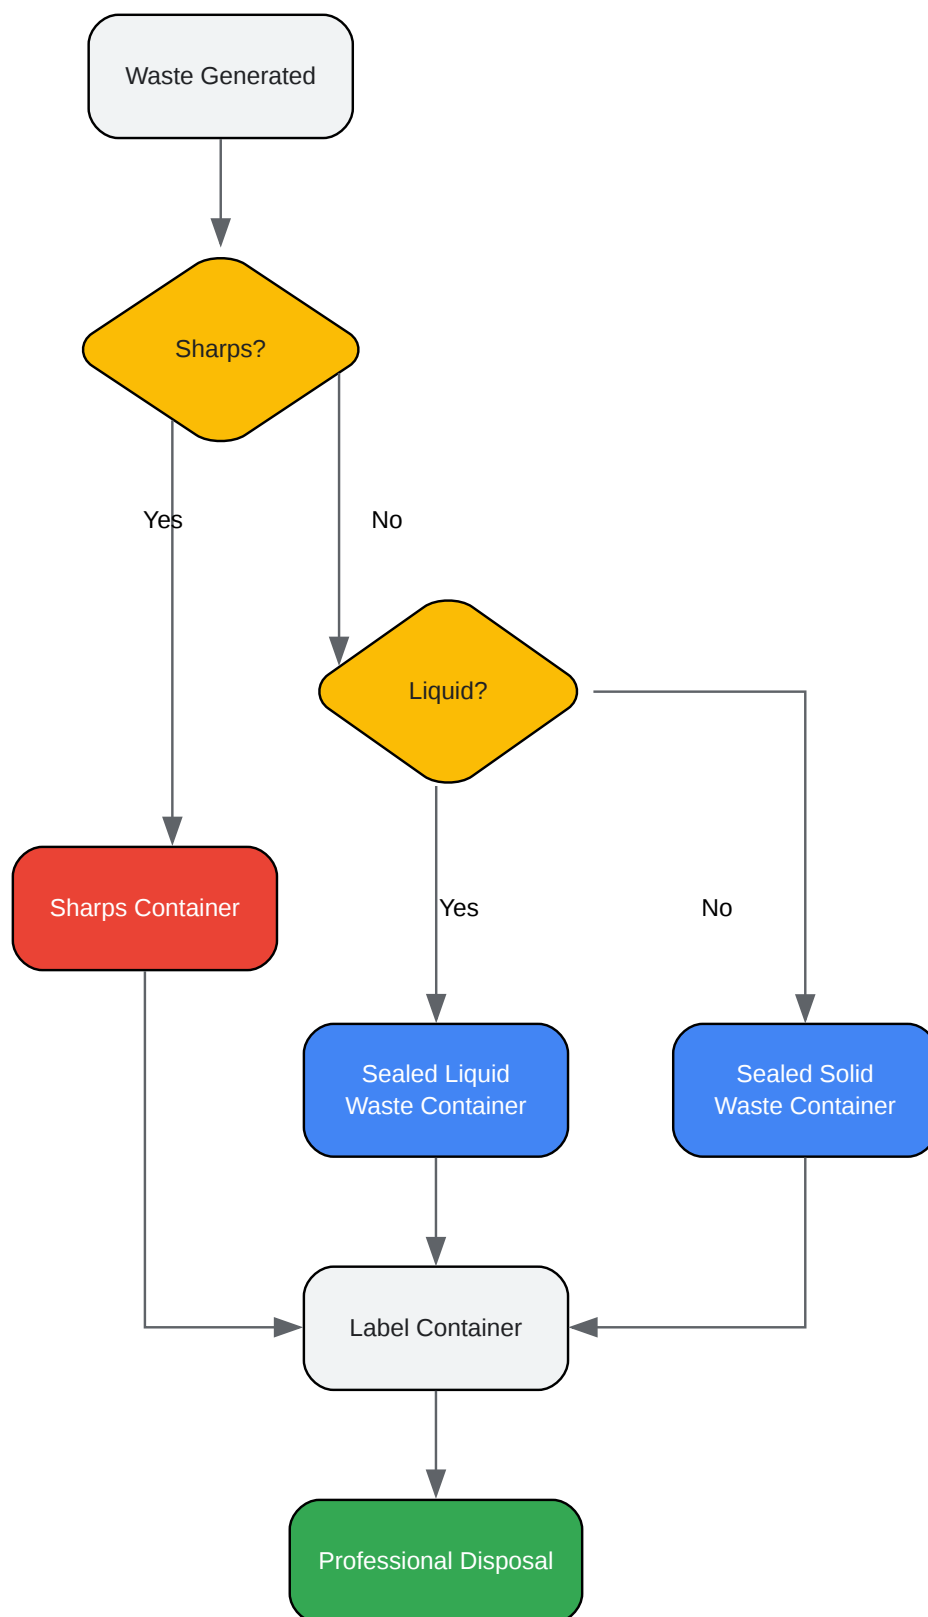 Waste Generated
Sharps?
Yes
No
Liquid?
Sharps Container
Yes
No
Sealed Liquid
Waste Container
Sealed Solid
Waste Container
Label Container
Professional Disposal